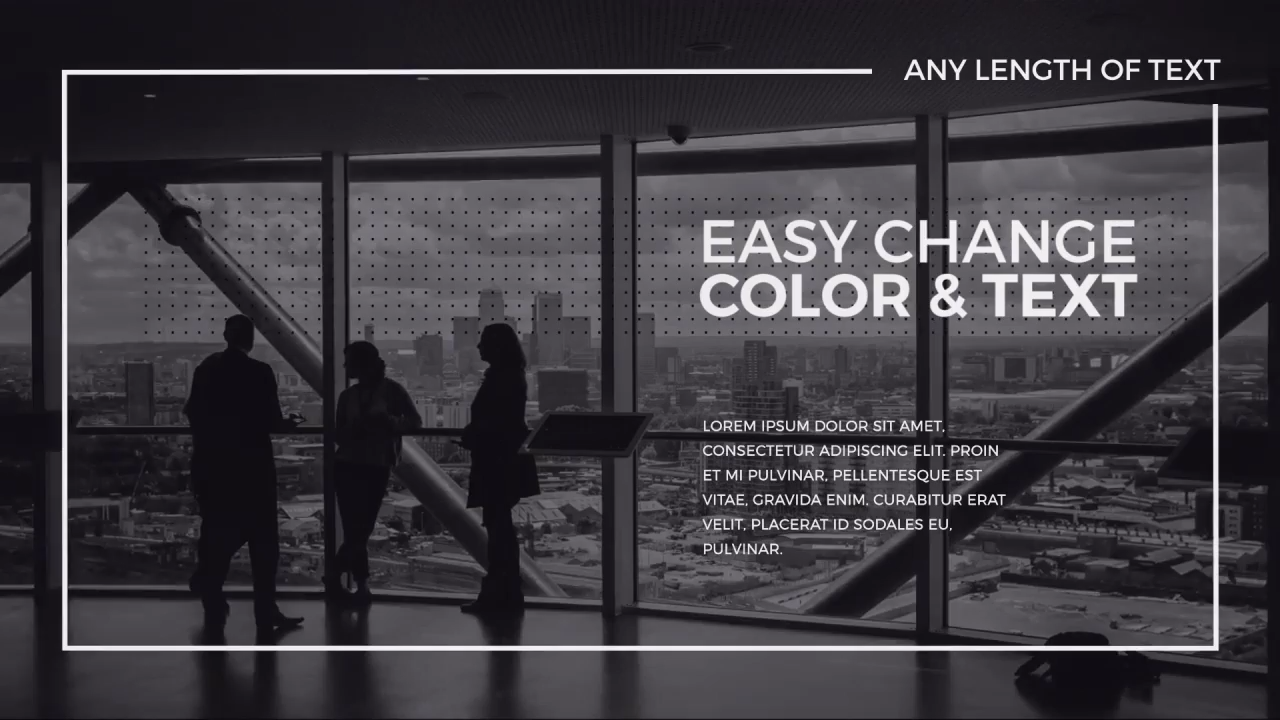 ANY LENGTH OF TEXT
EASY CHANGE
COLOR & TEXT
LOREM IPSUM DOLOR SIT AMET,
CONSECTETUR ADIPISCING ELIT. PROIN
ET MI PULVINAR, PELLENTESQUE EST
VITAE, GRAVIDA ENIM. CURABITUR ERAT
VELIT, PLACERAT ID SODALES EU,
PULVINAR.